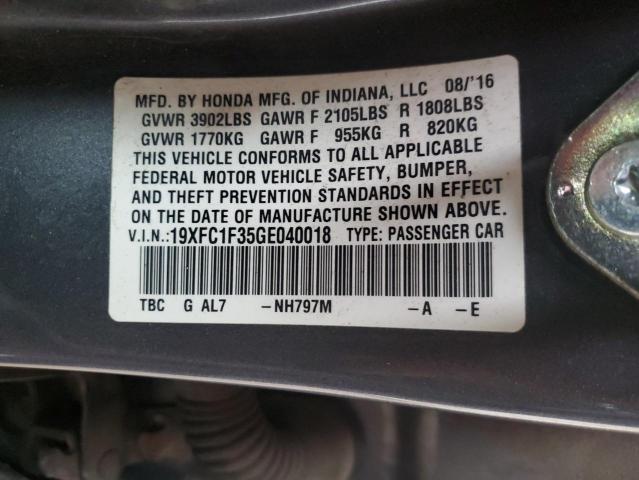 MFD. BY HONDA MFG. OF INDIANA, LLC 08/'16
GVWR 3902LBS GAWR F 2105LBS R 1808LBS
GVWR 1770KG GAWR F 955KG R 820KG
THIS VEHICLE CONFORMS TO ALL APPLICABLE
FEDERAL MOTOR VEHICLE SAFETY, BUMPER,
AND THEFT PREVENTION STANDARDS IN EFFECT
ON THE DATE OF MANUFACTURE SHOWN ABOVE.
V.I.N.:19XFC1F35GE040018 TYPE: PASSENGER CAR
TBC G AL7 -NH797M -A -E